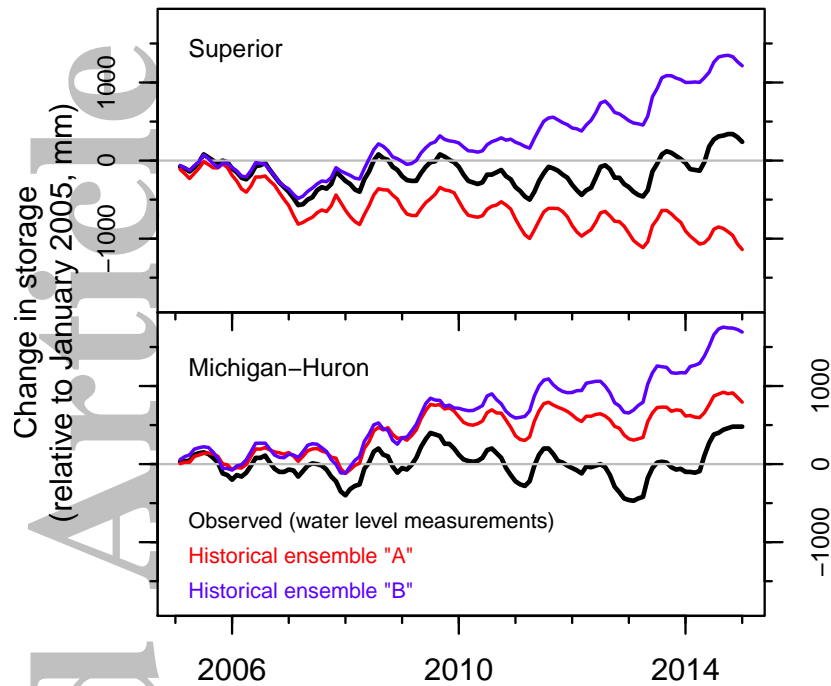 Superior
Michigan−Huron
Observed (water level measurements)
Historical ensemble "A"
Historical ensemble "B"
Change in storage
(relative to January 2005, mm)
1000
0
−1000
1000
0
−1000
2006
2010
2014
Article